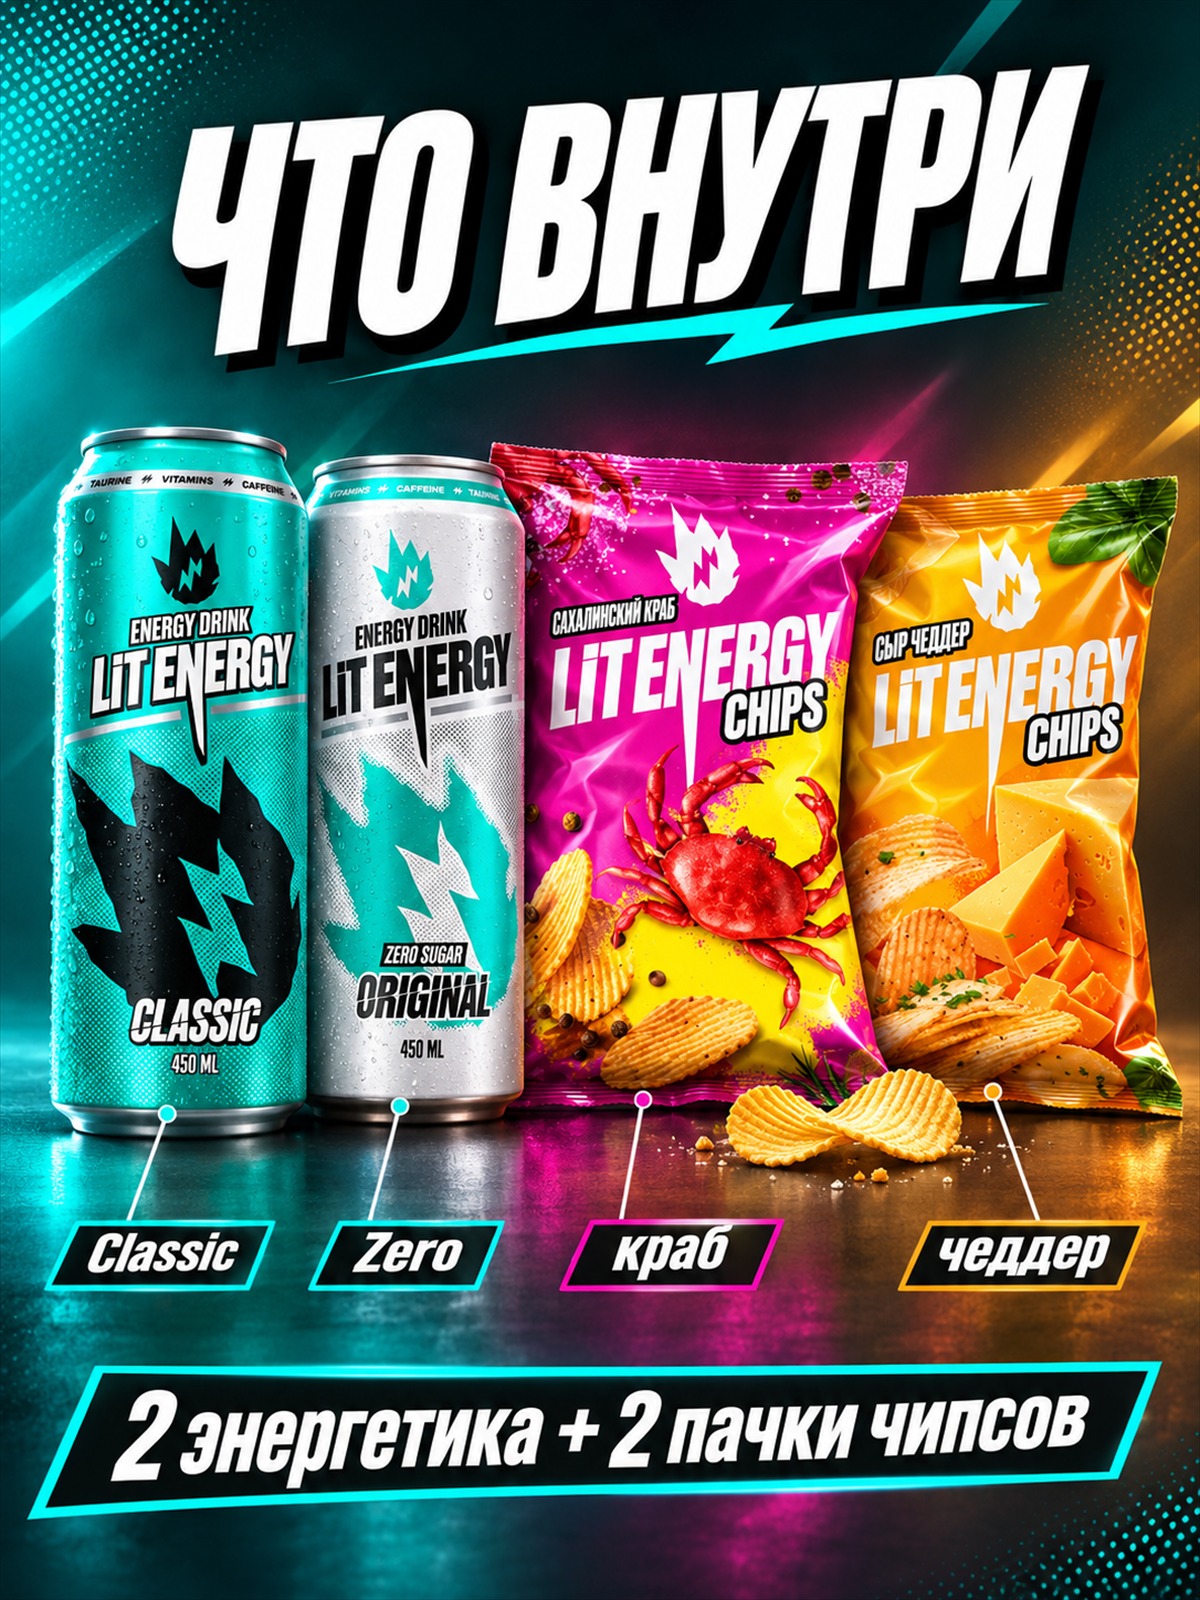 ЧТО ВНУТРИ
TAURINE VITAMINS CAFFEINE
ENERGY DRINK
LIT ENERGY
CLASSIC
450 ML
VITAMINS CAFFEINE TAURINE
ENERGY DRINK
LIT ENERGY
ZERO SUGAR
ORIGINAL
450 ML
САХАЛИНСКИЙ КРАБ
LIT ENERGY
CHIPS
СЫР ЧЕДДЕР
LIT ENERGY
CHIPS
Classic
Zero
краб
чеддер
2 энергетика + 2 пачки чипсов